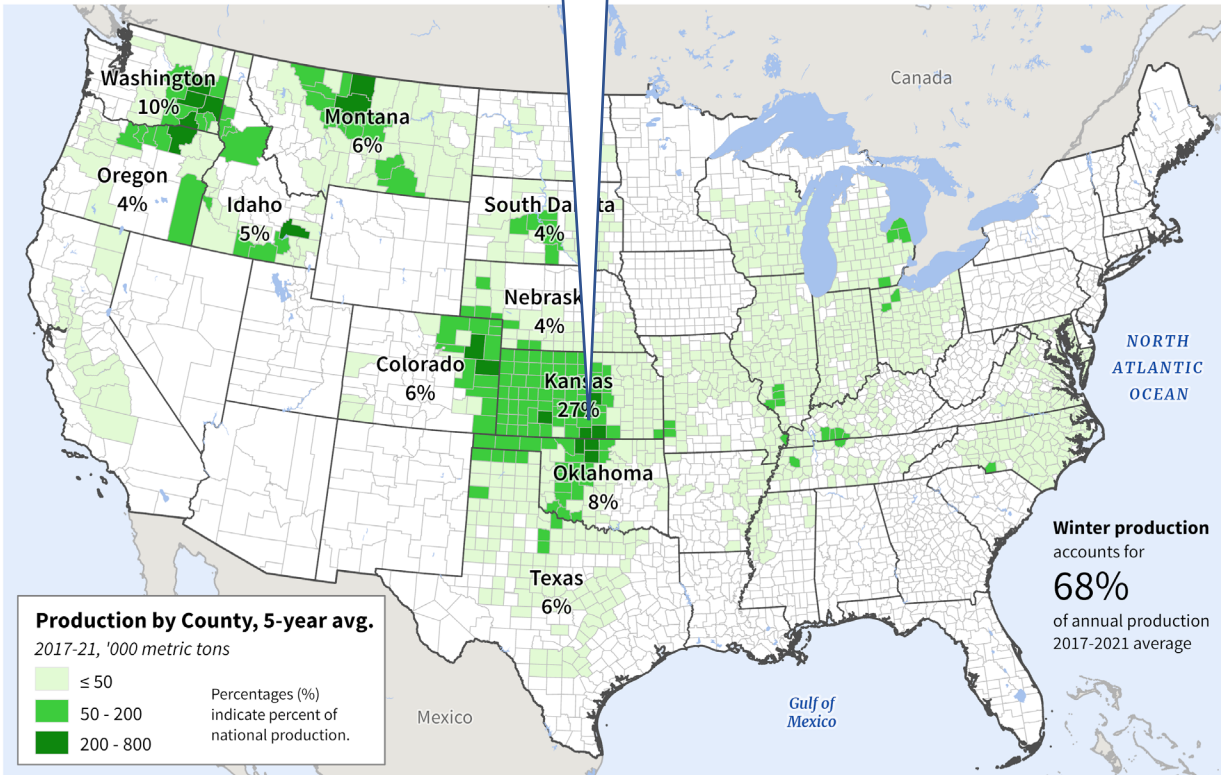 Canada
Washington
10%
Montana
6%
Oregon
4%
Idaho
5%
South Da ta
4%
Nebrask
4%
Colorado
6%
Kansas
27%
Oklahoma
8%
Texas
6%
NORTH
ATLANTIC
OCEAN
Gulf of
Mexico
Mexico
Winter production
accounts for
68%
of annual production
2017-2021 average
Production by County, 5-year avg.
2017-21, '000 metric tons
≤ 50
50 - 200
200 - 800
Percentages (%)
indicate percent of
national production.